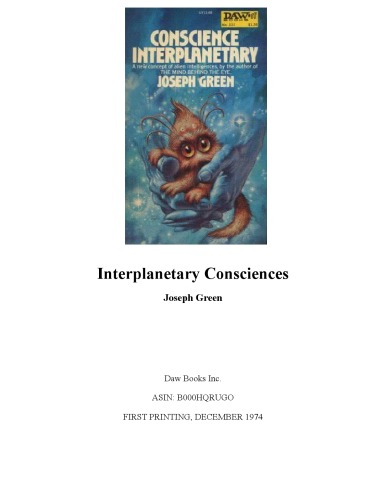 DAW
CONSCIENCE
INTERPLANETARY
A new concept of alien intelligences, by the author of
THE MIND BEHIND THE EYE
JOSEPH GREEN
Interplanetary Consciences
Joseph Green
Daw Books Inc.
ASIN: B000HQRUGO
FIRST PRINTING, DECEMBER 1974